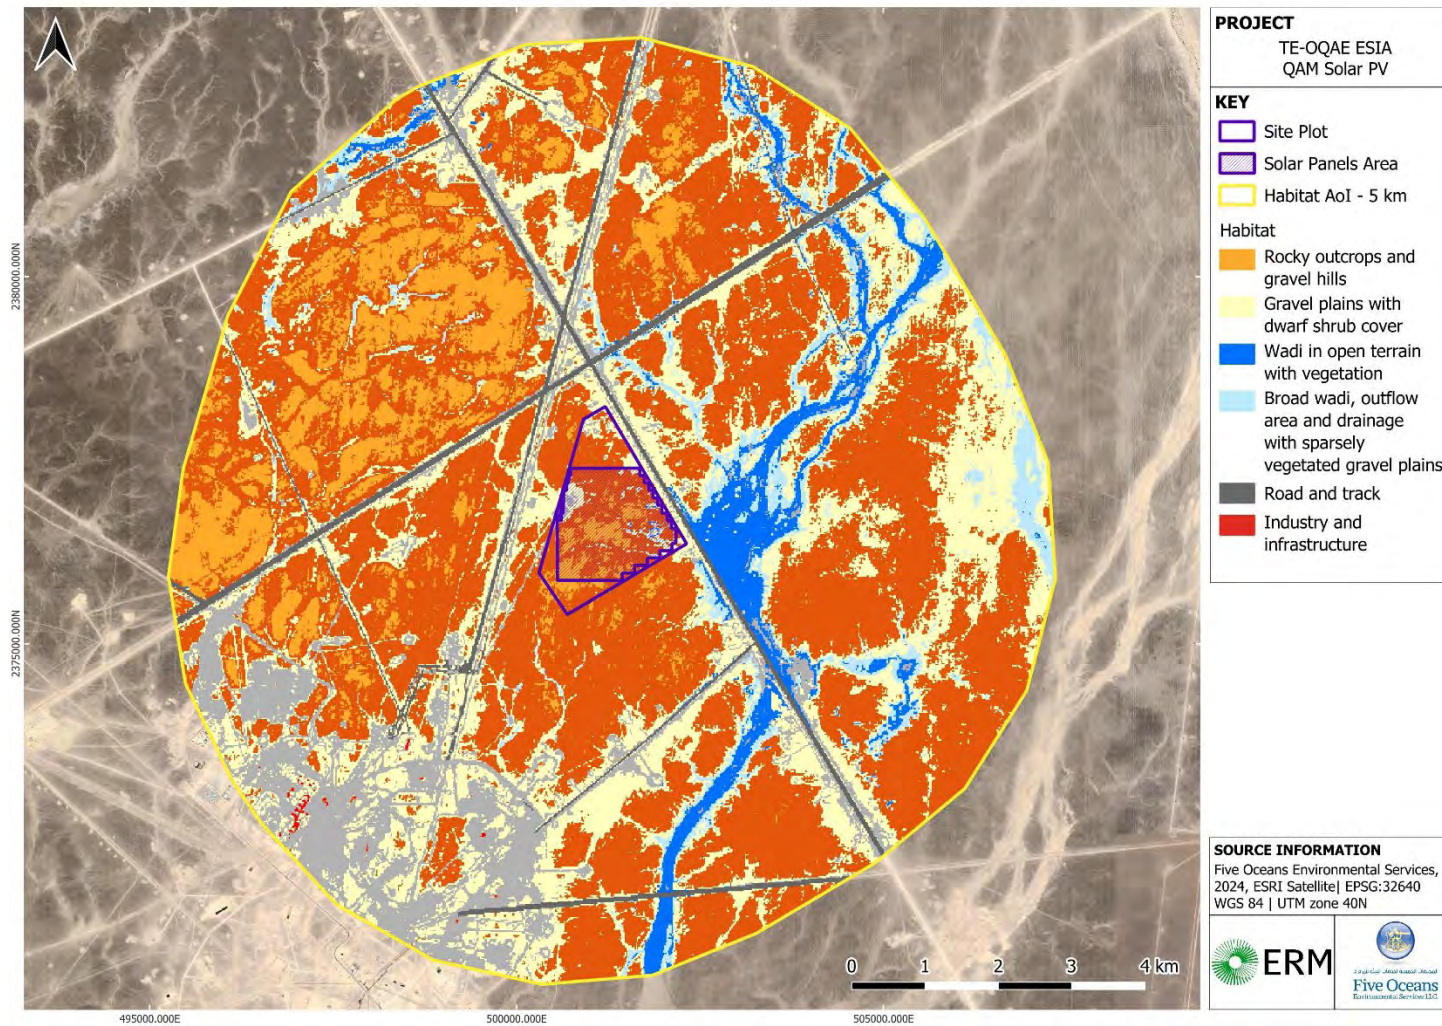 PROJECT
TE-OQAE ESIA
QAM Solar PV
KEY
Site Plot
Solar Panels Area
Habitat AoI - 5 km
Habitat
Rocky outcrops and
gravel hills
Gravel plains with
dwarf shrub cover
Wadi in open terrain
with vegetation
Broad wadi, outflow
area and drainage
with sparsely
vegetated gravel plains
Road and track
Industry and
infrastructure
SOURCE INFORMATION
Five Oceans Environmental Services,
2024, ESRI Satellite| EPSG:32640
WGS 84 | UTM zone 40N
ERM
Five Oceans
Environmental Services LLC
2380000.000N
2375000.000N
0 1 2 3 4 km
495000.000E 500000.000E 505000.000E